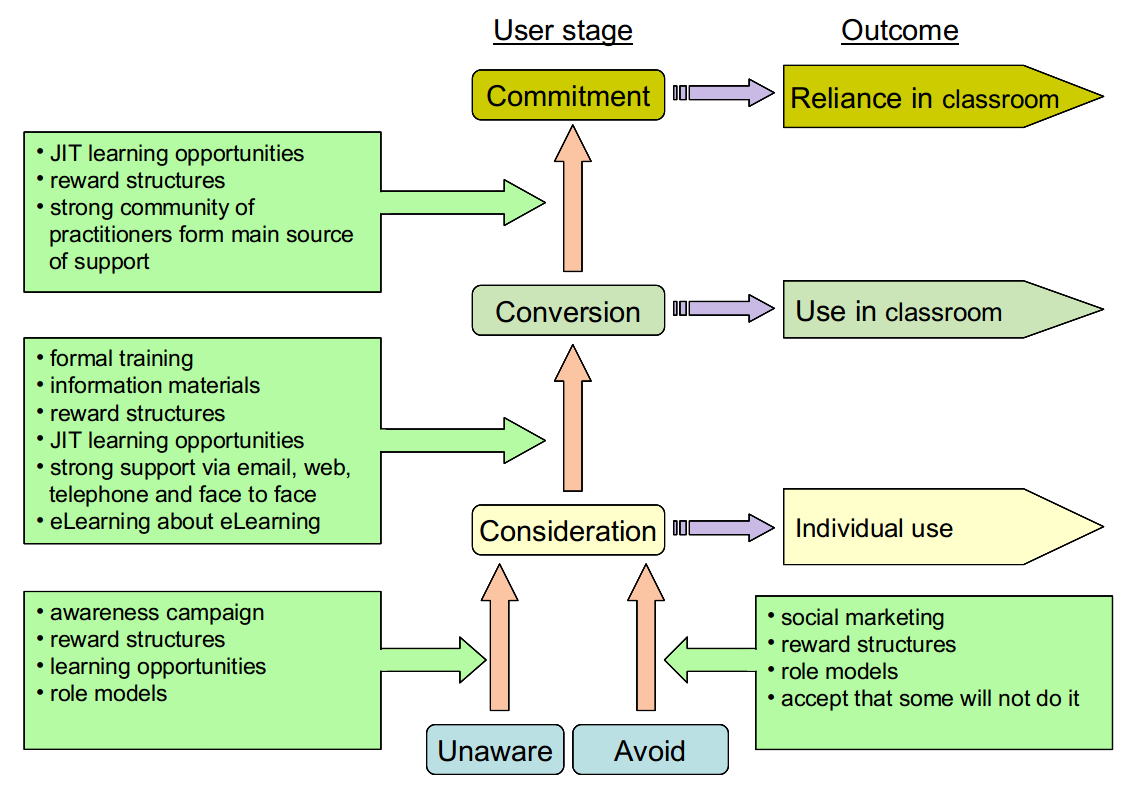 User stage
Outcome
Commitment
Reliance in classroom
• JIT learning opportunities
• reward structures
• strong community of
practitioners form main source
of support
Conversion
Use in classroom
• formal training
• information materials
• reward structures
• JIT learning opportunities
• strong support via email, web,
telephone and face to face
• eLearning about eLearning
Consideration
Individual use
• awareness campaign
• reward structures
• learning opportunities
• role models
• social marketing
• reward structures
• role models
• accept that some will not do it
Unaware
Avoid